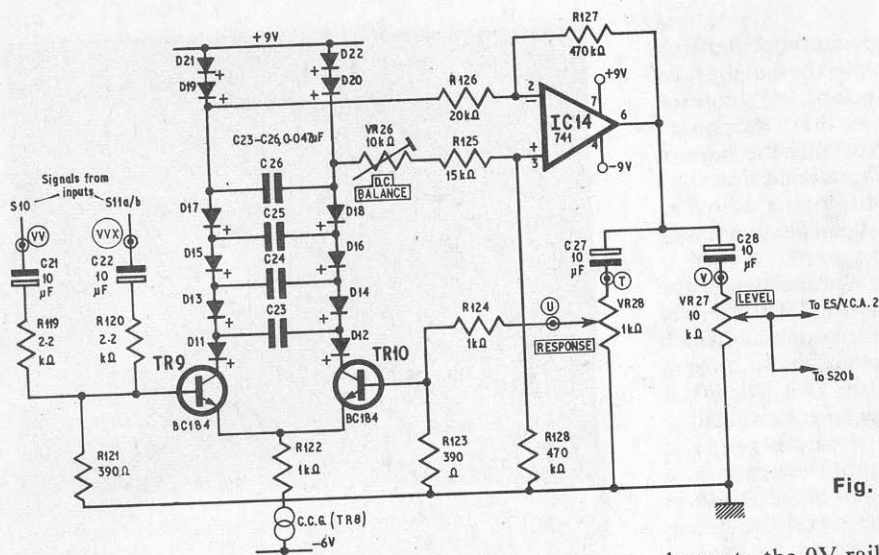 +9V
D21
D22
D19
D20
R127
470kΩ
+9V
R126
20kΩ
2
7
6
IC14
741
4
3
-9V
C23-C26, 0·047μF
VR26
10kΩ
R125
15kΩ
D.C.
BALANCE
C26
Signals from
inputs
S10
S11a/b
VV
VVX
C21
10
μF
C22
10
μF
D17
D18
C25
D15
D16
C24
D13
D14
C23
D11
D12
R119
2·2
kΩ
R120
2·2
kΩ
TR9
BC184
TR10
BC184
R124
1kΩ
U
RESPONSE
C27
10
μF
T
VR28
1kΩ
C28
10
μF
V
VR27
10
kΩ
LEVEL
To ES/V.C.A. 2
To S20b
R121
390Ω
R122
1kΩ
R123
390
Ω
R128
470
kΩ
C.C.G. (TR8)
-6V
Fig.
to the 0V rail